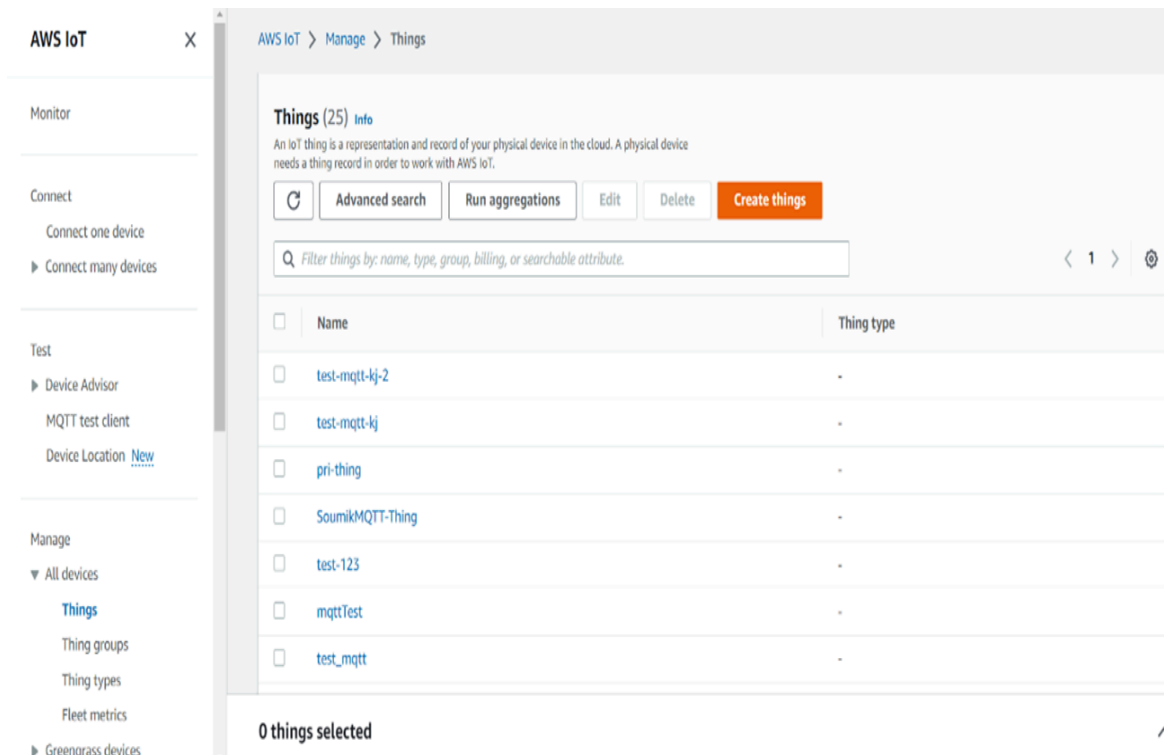 AWS IoT
Monitor
Connect
Connect one device
Connect many devices
Test
Device Advisor
MQTT test client
Device Location New
Manage
All devices
Things
Thing groups
Thing types
Fleet metrics
Greengrass devices
AWS IoT > Manage > Things
Things (25) Info
An IoT thing is a representation and record of your physical device in the cloud. A physical device
needs a thing record in order to work with AWS IoT.
Advanced search Run aggregations Edit Delete Create things
Filter things by: name, type, group, billing, or searchable attribute.
1
Name Thing type
test-mqtt-kj-2 -
test-mqtt-kj -
pri-thing -
SoumikMQTT-Thing -
test-123 -
mqttTest -
test_mqtt -
0 things selected